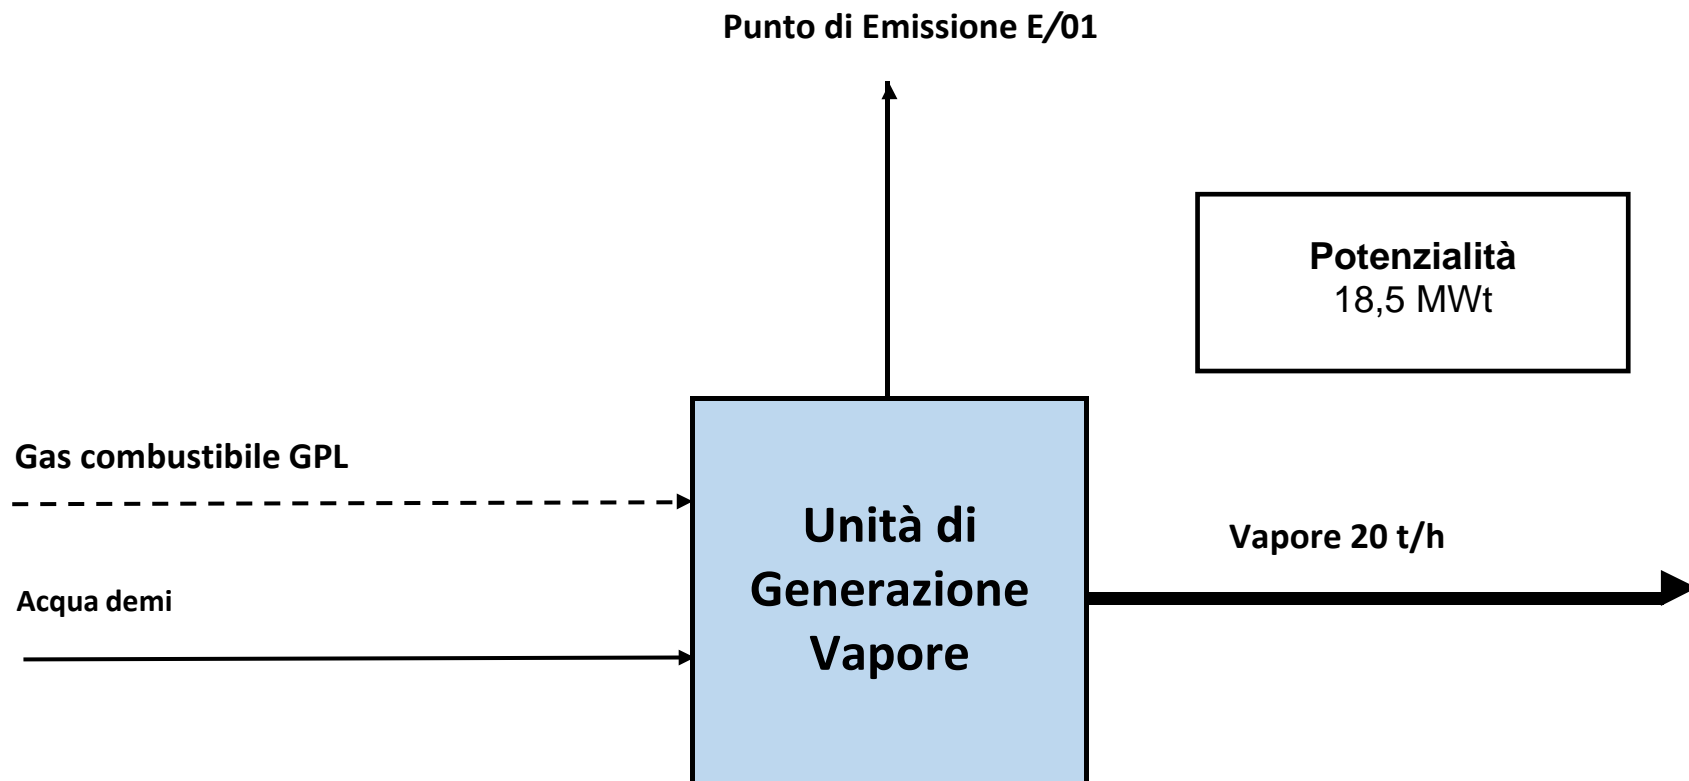 Punto di Emissione E/01
Potenzialità
18,5 MWt
Gas combustibile GPL
Unità di
Generazione
Vapore
Vapore 20 t/h
Acqua demi